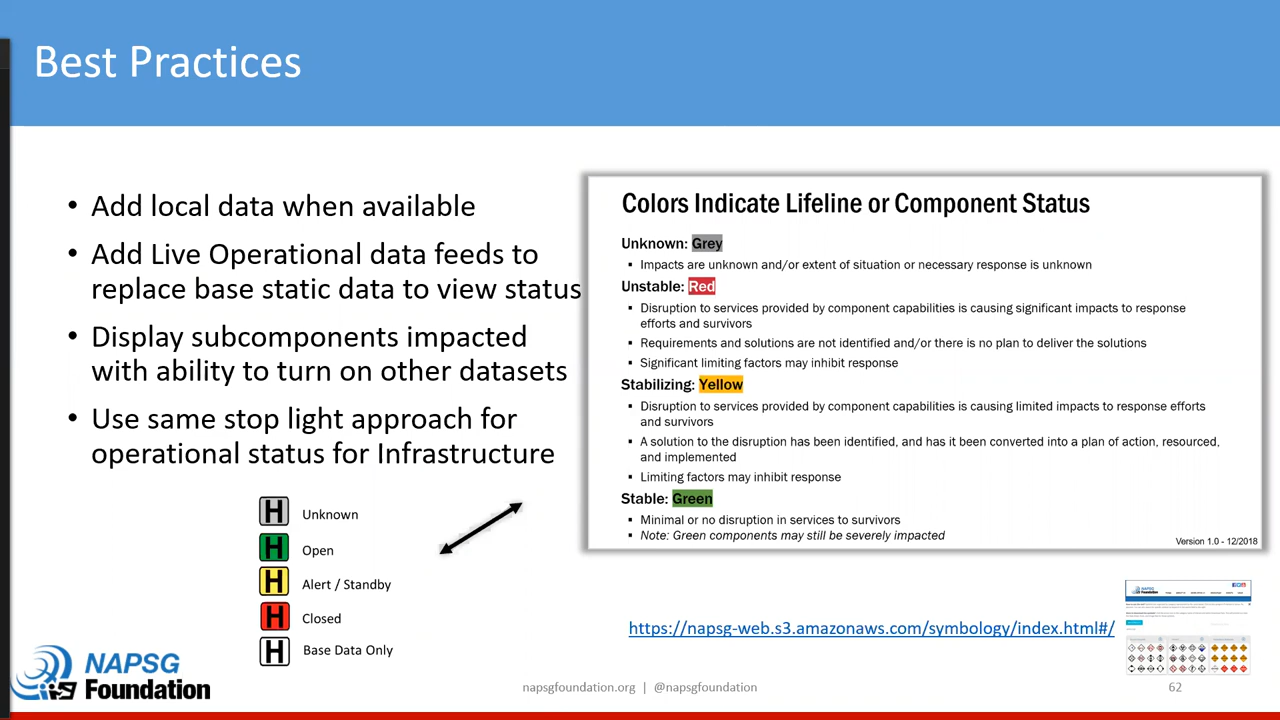 Best Practices
• Add local data when available
• Add Live Operational data feeds to
replace base static data to view status
• Display subcomponents impacted
with ability to turn on other datasets
• Use same stop light approach for
operational status for Infrastructure
H Unknown
H Open
H Alert / Standby
H Closed
H Base Data Only
Colors Indicate Lifeline or Component Status
Unknown: Grey
▪ Impacts are unknown and/or extent of situation or necessary response is unknown
Unstable: Red
▪ Disruption to services provided by component capabilities is causing significant impacts to response
efforts and survivors
▪ Requirements and solutions are not identified and/or there is no plan to deliver the solutions
▪ Significant limiting factors may inhibit response
Stabilizing: Yellow
▪ Disruption to services provided by component capabilities is causing limited impacts to response efforts
and survivors
▪ A solution to the disruption has been identified, and has it been converted into a plan of action, resourced,
and implemented
▪ Limiting factors may inhibit response
Stable: Green
▪ Minimal or no disruption in services to survivors
▪ Note: Green components may still be severely impacted
Version 1.0 - 12/2018
https://napsg-web.s3.amazonaws.com/symbology/index.html#/
NAPSG
Foundation
NAPSG
Foundation
napsgfoundation.org | @napsgfoundation
62